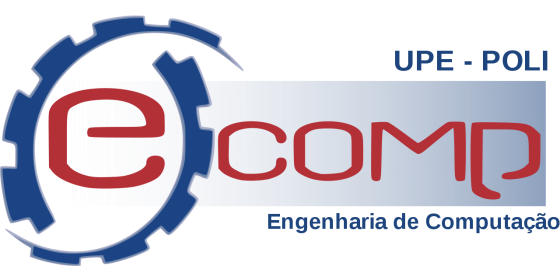 UPE - POLI
ecomp
Engenharia de Computação